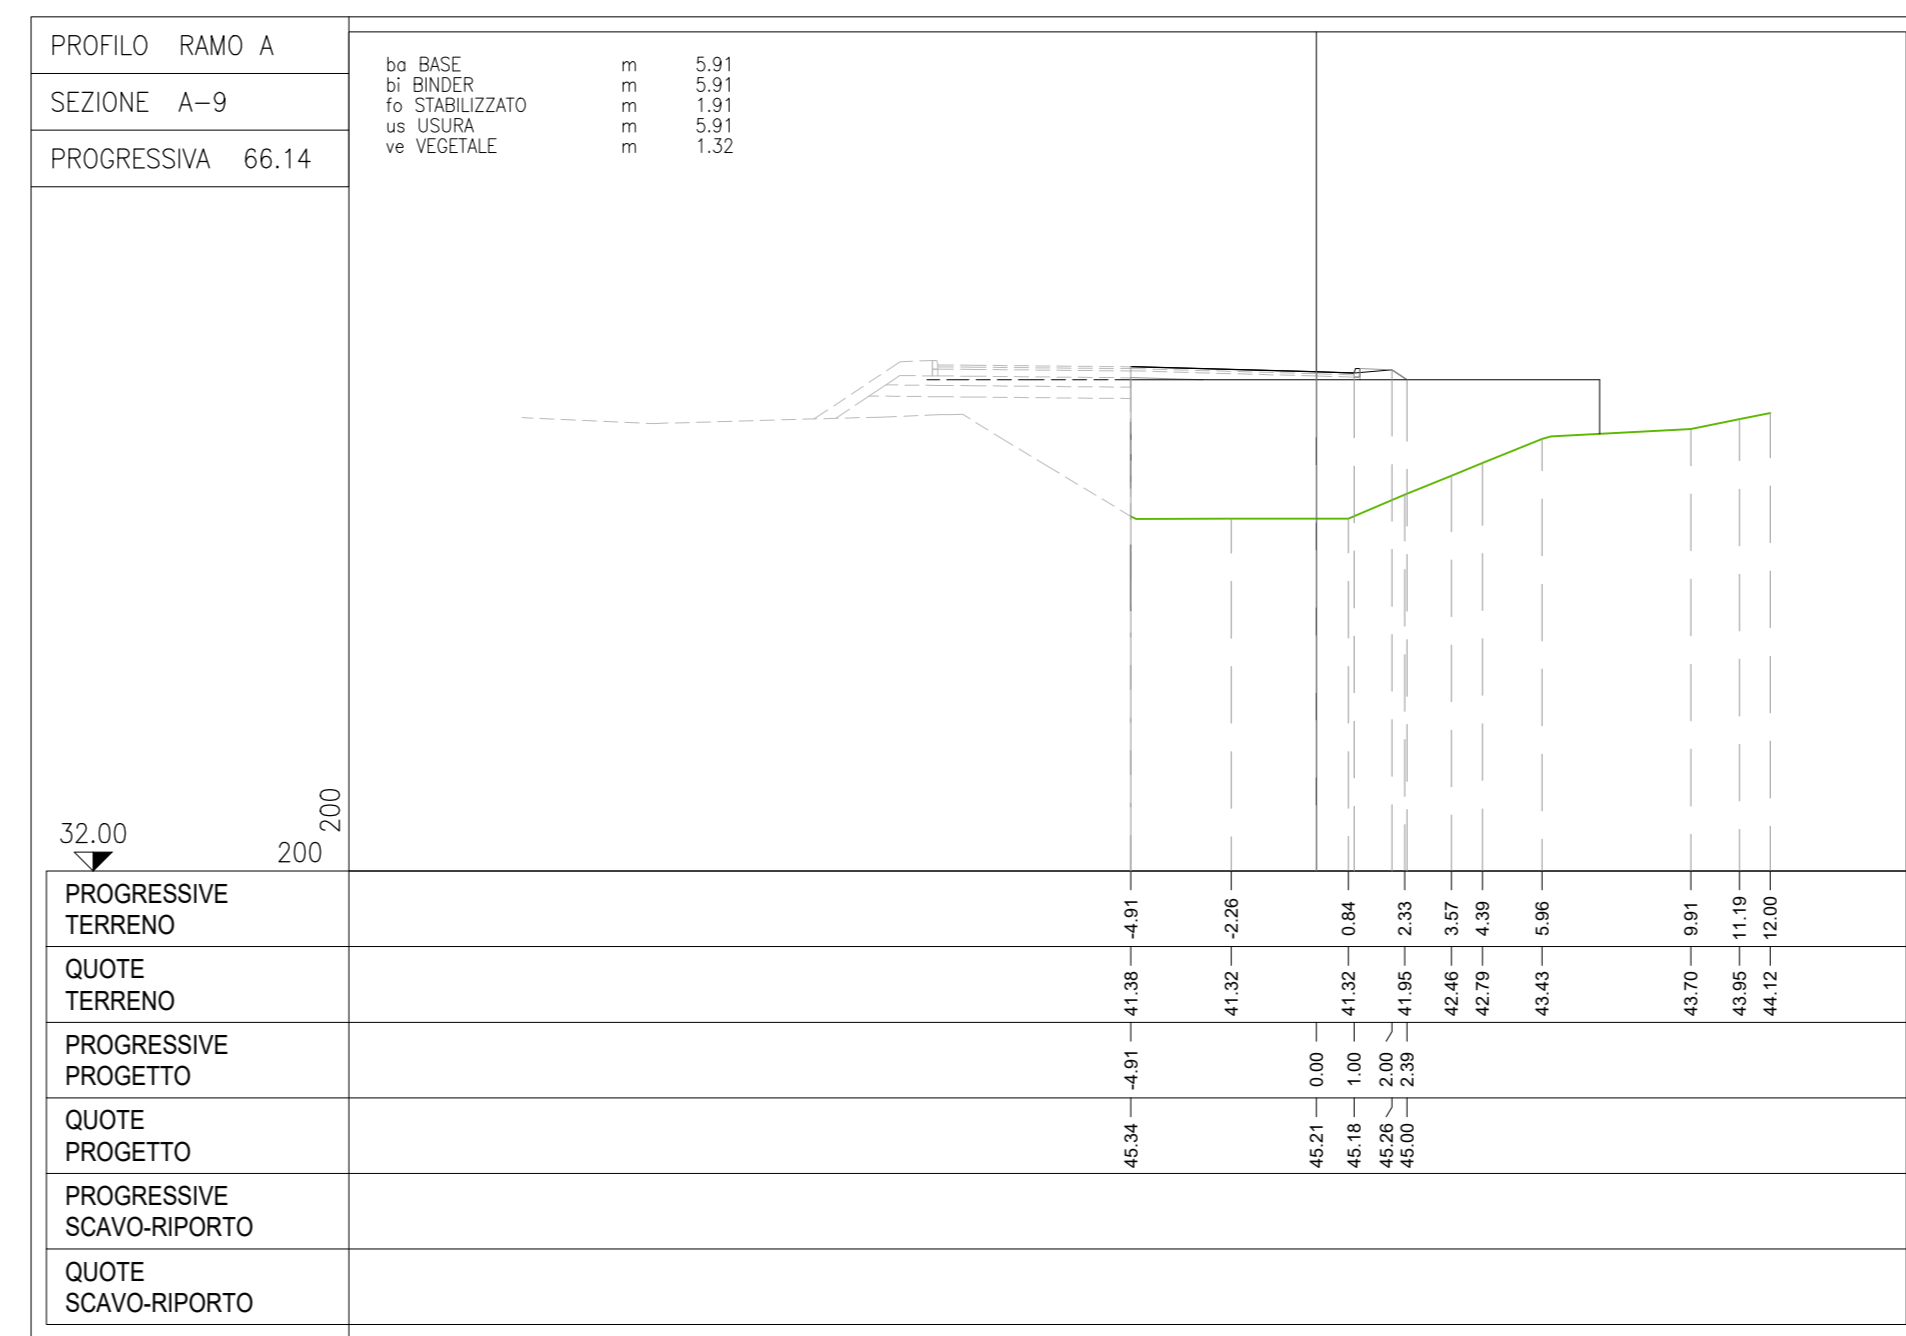 PROFILO RAMO A
SEZIONE A-9
PROGRESSIVA 66.14
ba BASE m 5.91
bi BINDER m 5.91
fo STABILIZZATO m 1.91
us USURA m 5.91
ve VEGETALE m 1.32
200
32.00
200
PROGRESSIVE
TERRENO
-4.91 -2.26 0.84 2.33 3.57 4.39 5.96 9.91 11.19 12.00
QUOTE
TERRENO
41.38 41.32 41.32 41.95 42.46 42.79 43.43 43.70 43.95 44.12
PROGRESSIVE
PROGETTO
-4.91 0.00 1.00 2.00 2.39
QUOTE
PROGETTO
45.34 45.21 45.18 45.26 45.00
PROGRESSIVE
SCAVO-RIPORTO
QUOTE
SCAVO-RIPORTO